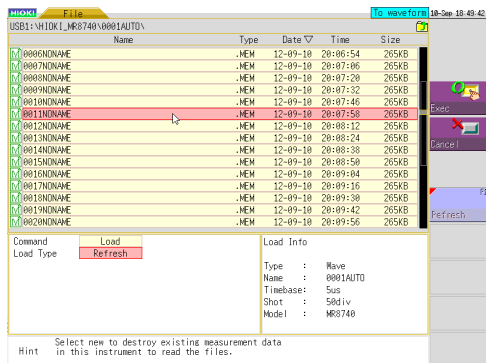 HIOKI File To waveform 10-Sep 18:49:42
USB1:\HIOKI_MR8740\0001AUTO\
Name Type Date Time Size
M 0006NONAME .MEM 12-09-10 20:06:54 265KB
M 0007NONAME .MEM 12-09-10 20:07:06 265KB
M 0008NONAME .MEM 12-09-10 20:07:20 265KB
M 0009NONAME .MEM 12-09-10 20:07:32 265KB
M 0010NONAME .MEM 12-09-10 20:07:46 265KB
M 0011NONAME .MEM 12-09-10 20:07:58 265KB
M 0012NONAME .MEM 12-09-10 20:08:12 265KB
M 0013NONAME .MEM 12-09-10 20:08:24 265KB
M 0014NONAME .MEM 12-09-10 20:08:38 265KB
M 0015NONAME .MEM 12-09-10 20:08:50 265KB
M 0016NONAME .MEM 12-09-10 20:09:04 265KB
M 0017NONAME .MEM 12-09-10 20:09:16 265KB
M 0018NONAME .MEM 12-09-10 20:09:30 265KB
M 0019NONAME .MEM 12-09-10 20:09:42 265KB
M 0020NONAME .MEM 12-09-10 20:09:56 265KB
Exec
Cancel
Refresh
Command Load
Load Type Refresh
Load Info
Type : Wave
Name : 0001AUTO
Timebase: 5us
Shot : 50div
Model : MR8740
Hint Select new to destroy existing measurement data
in this instrument to read the files.